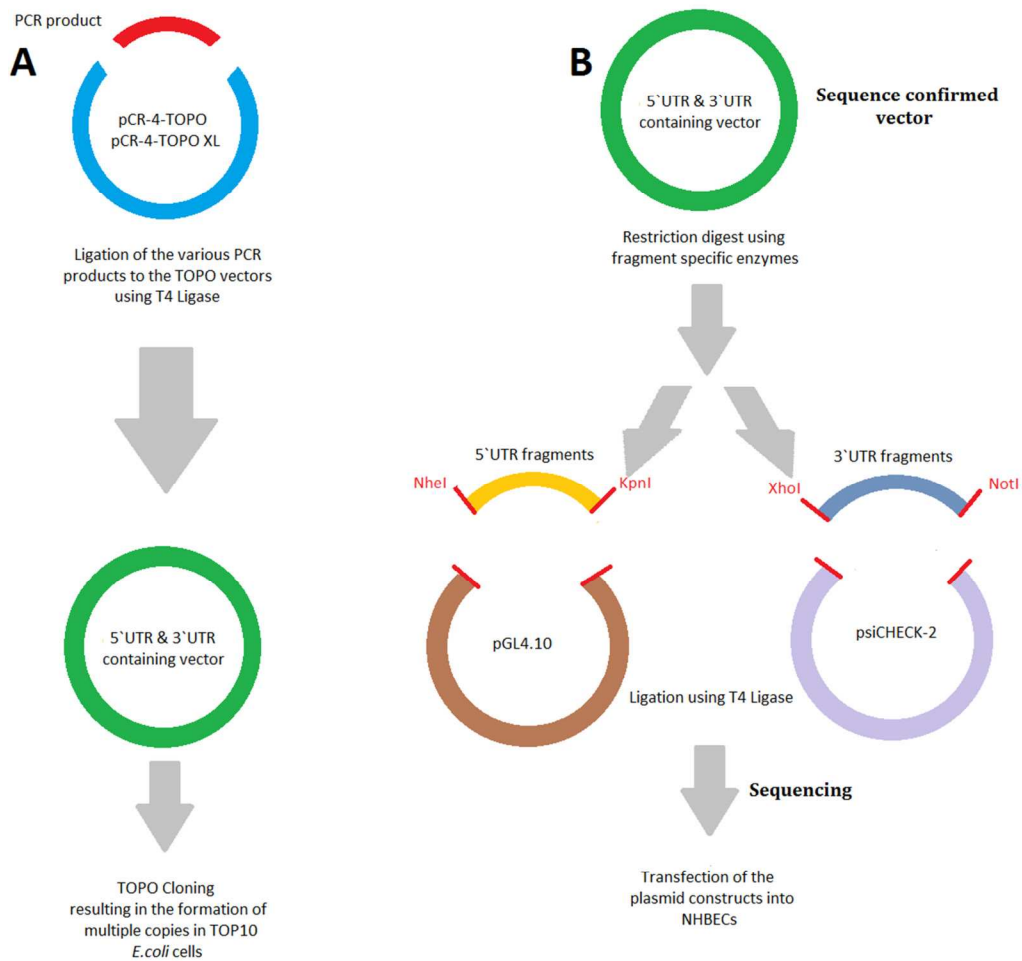 PCR product
A
pCR-4-TOPO
pCR-4-TOPO XL
Ligation of the various PCR
products to the TOPO vectors
using T4 Ligase
5`UTR & 3`UTR
containing vector
TOPO Cloning
resulting in the formation of
multiple copies in TOP10
E.coli cells
B
5`UTR & 3`UTR
containing vector
Sequence confirmed
vector
Restriction digest using
fragment specific enzymes
5`UTR fragments
NheI
KpnI
pGL4.10
3`UTR fragments
XhoI
NotI
psiCHECK-2
Ligation using T4 Ligase
Sequencing
Transfection of the
plasmid constructs into
NHBECs